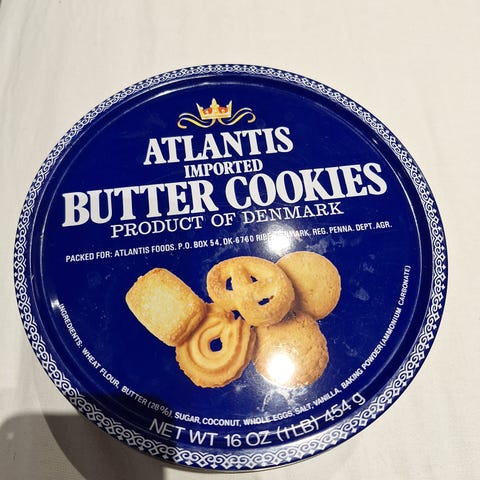 ATLANTIS
IMPORTED
BUTTER COOKIES
PRODUCT OF DENMARK
PACKED FOR: ATLANTIS FOODS. P.O. BOX 54, DK-6760 RIBE DENMARK, REG. PENNA. DEPT. AGR.
INGREDIENTS: WHEAT FLOUR, BUTTER (28%), SUGAR, COCONUT, WHOLE EGGS, SALT, VANILLA, BAKING POWDER (AMMONIUM CARBONATE)
NET WT 16 OZ (1 LB) 454 g